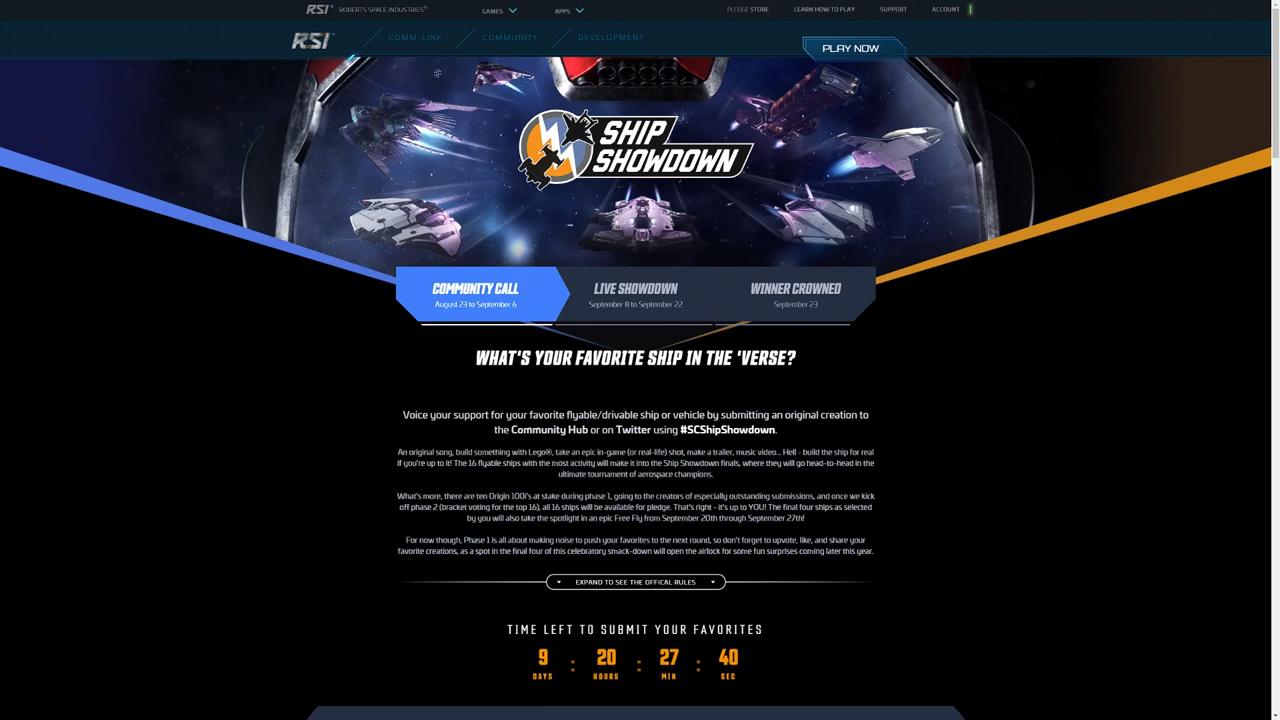 RSI ROBERTS SPACE INDUSTRIES®
GAMES
APPS
PLEDGE STORE
LEARN HOW TO PLAY
SUPPORT
ACCOUNT
RSI
COMM-LINK
COMMUNITY
DEVELOPMENT
PLAY NOW
SHIP
SHOWDOWN
COMMUNITY CALL
August 23 to September 6
LIVE SHOWDOWN
September 8 to September 22
WINNER CROWNED
September 23
WHAT'S YOUR FAVORITE SHIP IN THE 'VERSE?
Voice your support for your favorite flyable/drivable ship or vehicle by submitting an original creation to
the Community Hub or on Twitter using #SCShipShowdown.
An original song, build something with Lego®, take an epic in-game (or real-life) shot, make a trailer, music video... Hell - build the ship for real
if you're up to it! The 16 flyable ships with the most activity will make it into the Ship Showdown finals, where they will go head-to-head in the
ultimate tournament of aerospace champions.
What's more, there are ten Origin 100i's at stake during phase 1, going to the creators of especially outstanding submissions, and once we kick
off phase 2 (bracket voting for the top 16), all 16 ships will be available for pledge. That's right - it's up to YOU! The final four ships as selected
by you will also take the spotlight in an epic Free Fly from September 20th through September 27th!
For now though, Phase 1 is all about making noise to push your favorites to the next round, so don't forget to upvote, like, and share your
favorite creations, as a spot in the final four of this celebratory smack-down will open the airlock for some fun surprises coming later this year.
EXPAND TO SEE THE OFFICAL RULES
TIME LEFT TO SUBMIT YOUR FAVORITES
9 : 20 : 27 : 40
DAYS HOURS MIN SEC